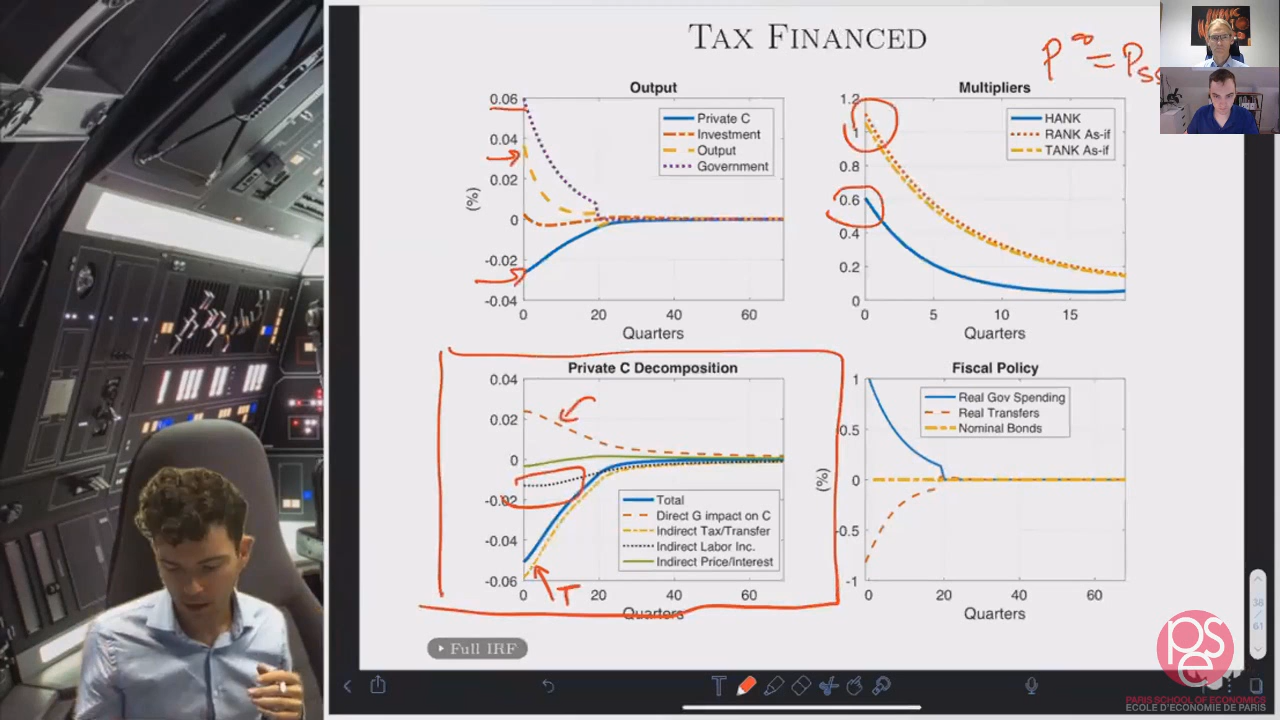 TAX FINANCED
P∞ = PSS
Output
0.06
0.04
0.02
0
-0.02
-0.04
(%)
0
20
40
60
Quarters
Private C
Investment
Output
Government
Multipliers
1.2
1
0.8
0.6
0.4
0.2
0
0
5
10
15
Quarters
HANK
RANK As-if
TANK As-if
Private C Decomposition
0.04
0.02
0
-0.02
-0.04
-0.06
0
20
40
60
Quarters
Total
Direct G impact on C
Indirect Tax/Transfer
Indirect Labor Inc.
Indirect Price/Interest
T
Fiscal Policy
1
0.5
0
-0.5
-1
(%)
0
20
40
60
Quarters
Real Gov Spending
Real Transfers
Nominal Bonds
Full IRF
38
/
61
pse
PARIS SCHOOL OF ECONOMICS
ECOLE D'ECONOMIE DE PARIS